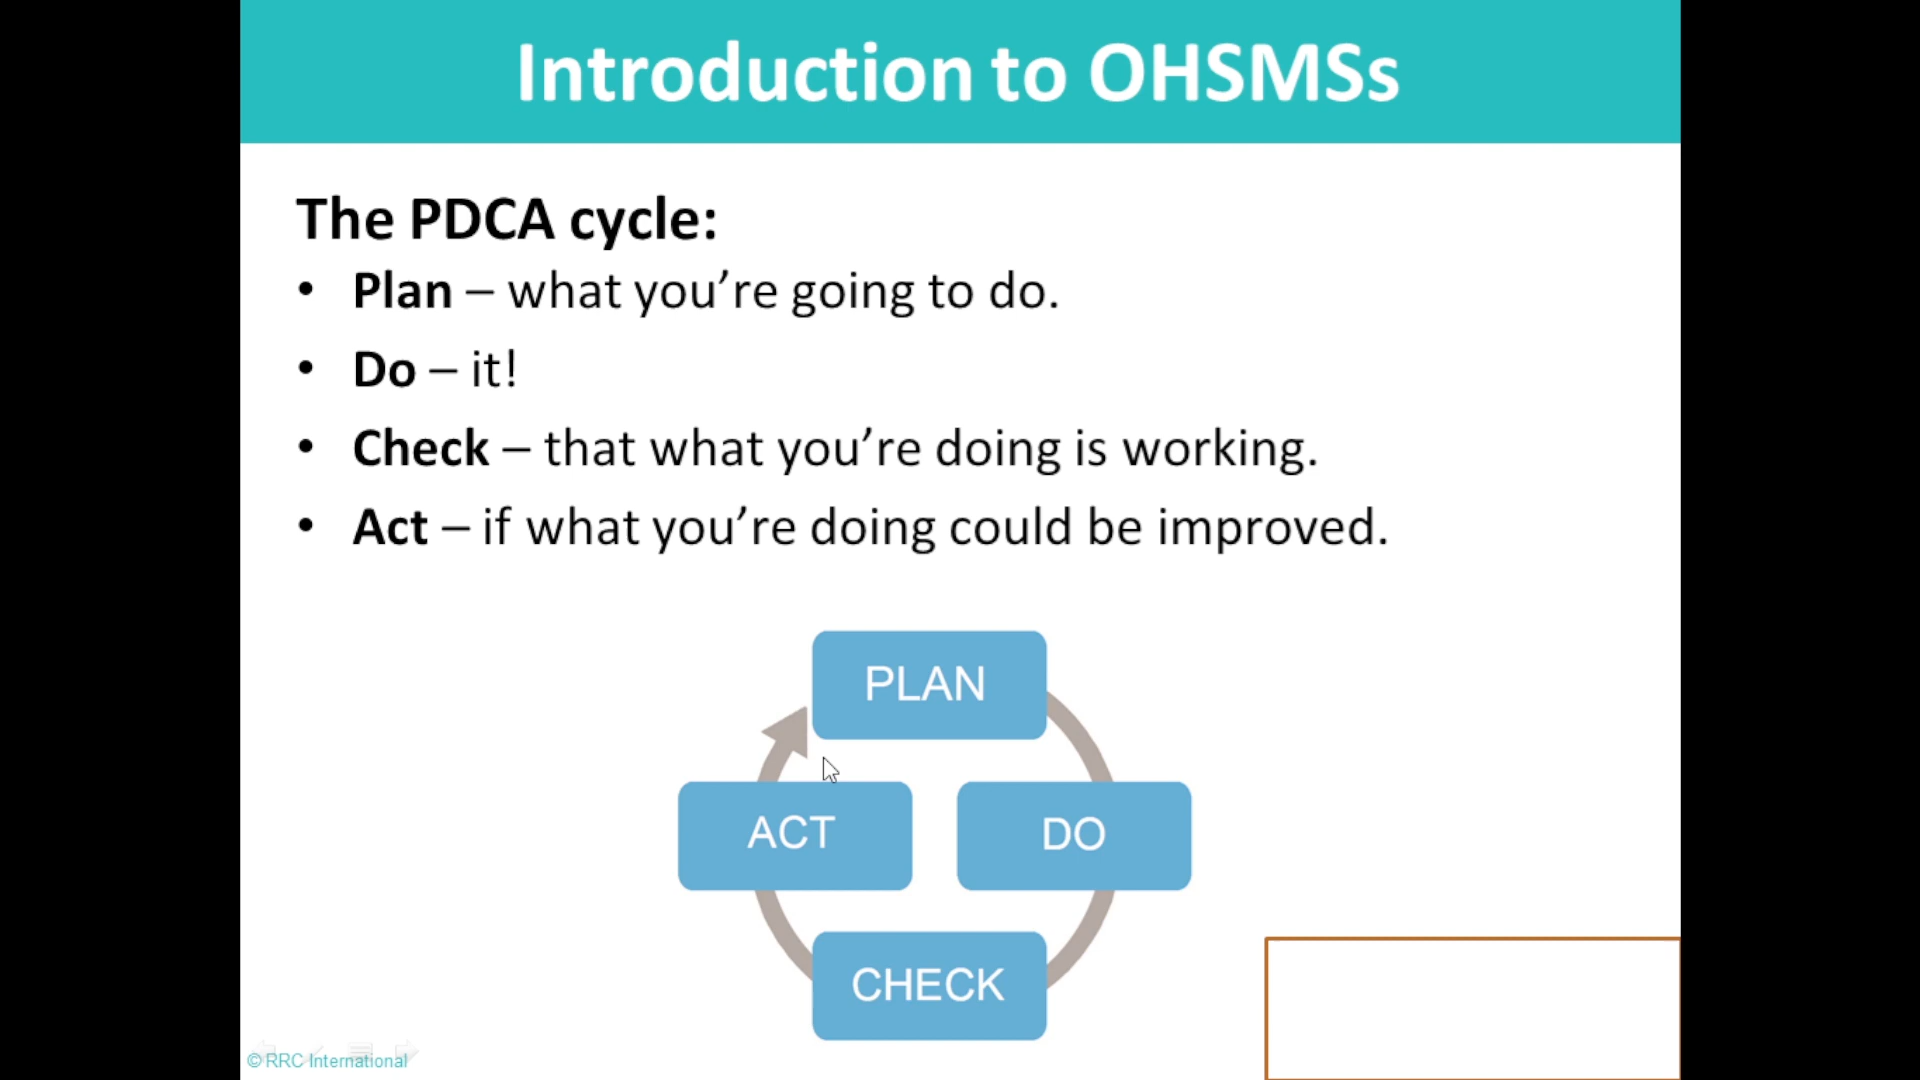 Introduction to OHSMSs
The PDCA cycle:
• Plan – what you’re going to do.
• Do – it!
• Check – that what you’re doing is working.
• Act – if what you’re doing could be improved.
PLAN
ACT
DO
CHECK
© RRC International